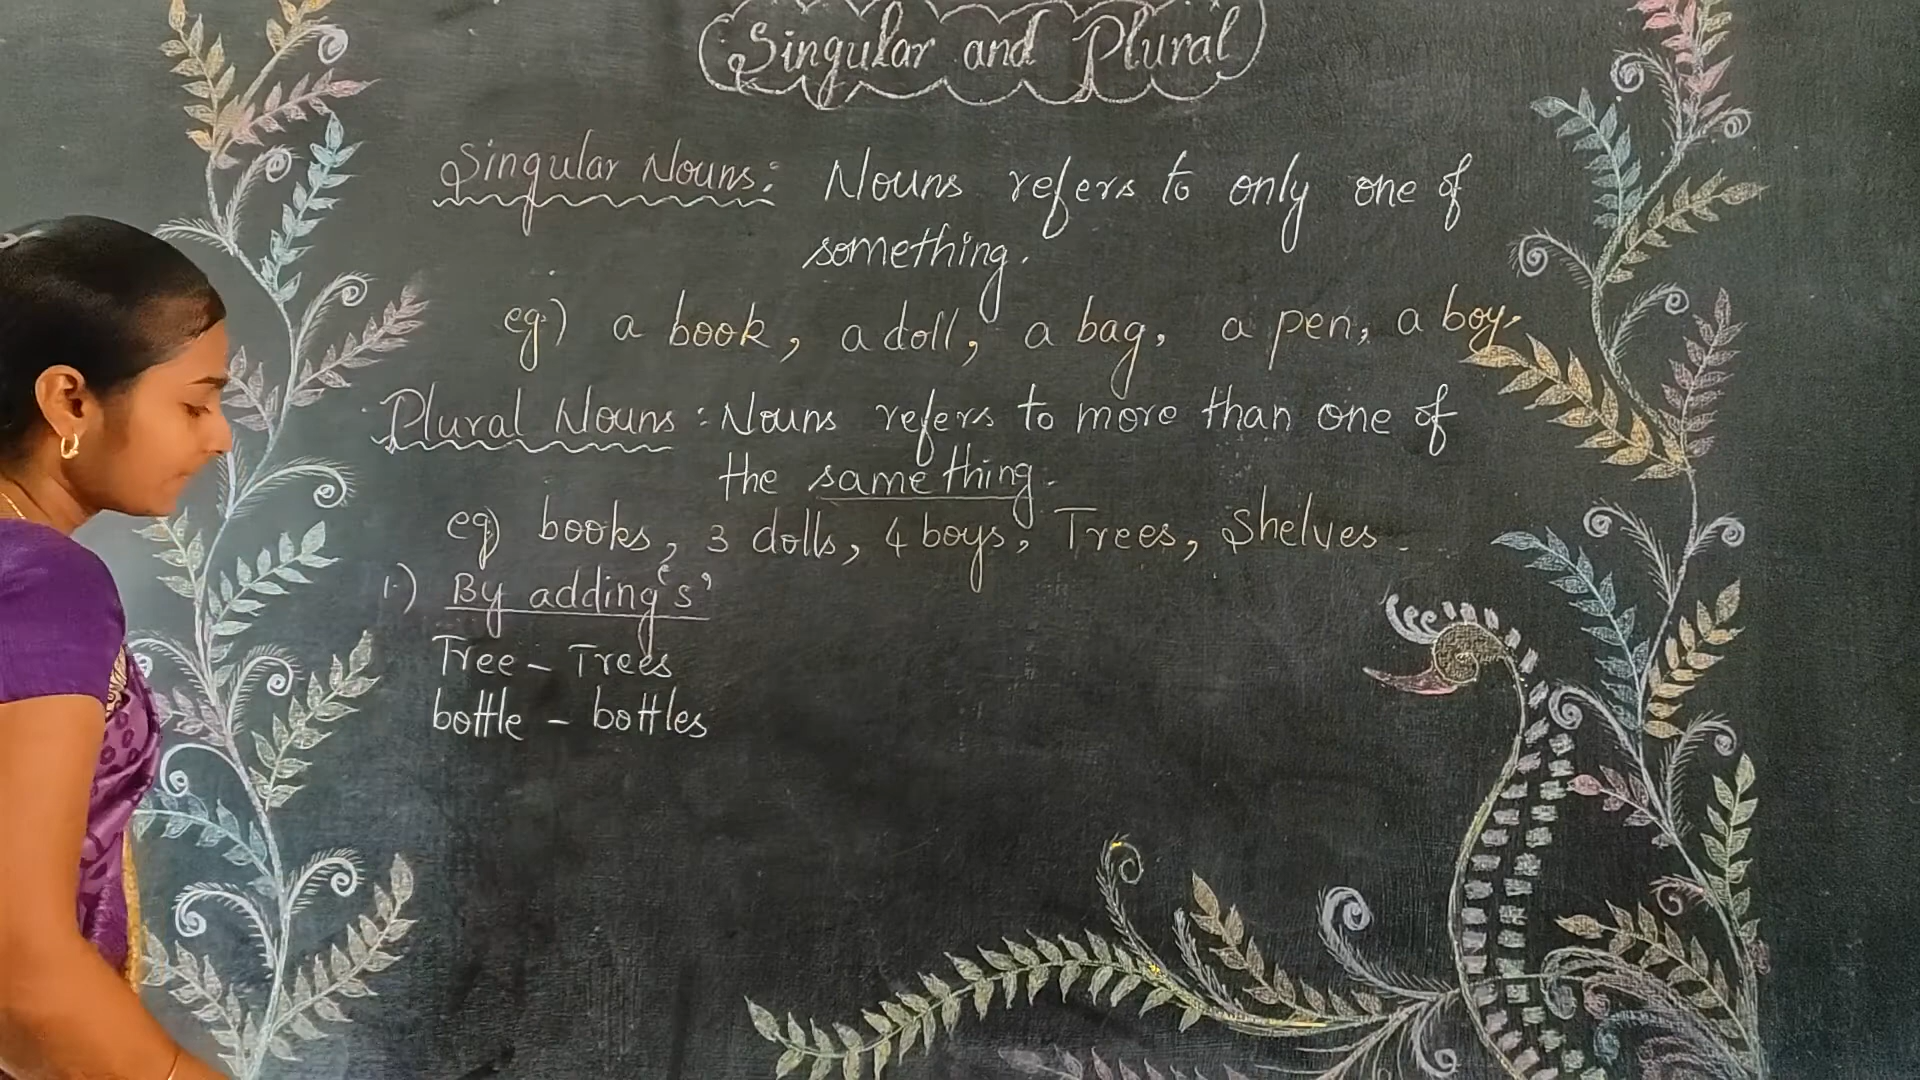 Singular and Plural
Singular Nouns: Nouns refers to only one of
something.
eg.) a book, a doll, a bag, a pen, a boy.
Plural Nouns: Nouns refers to more than one of
the same thing.
eg) books, 3 dolls, 4 boys, Trees, Shelves.
1.) By adding 's'
Tree - Trees
bottle - bottles